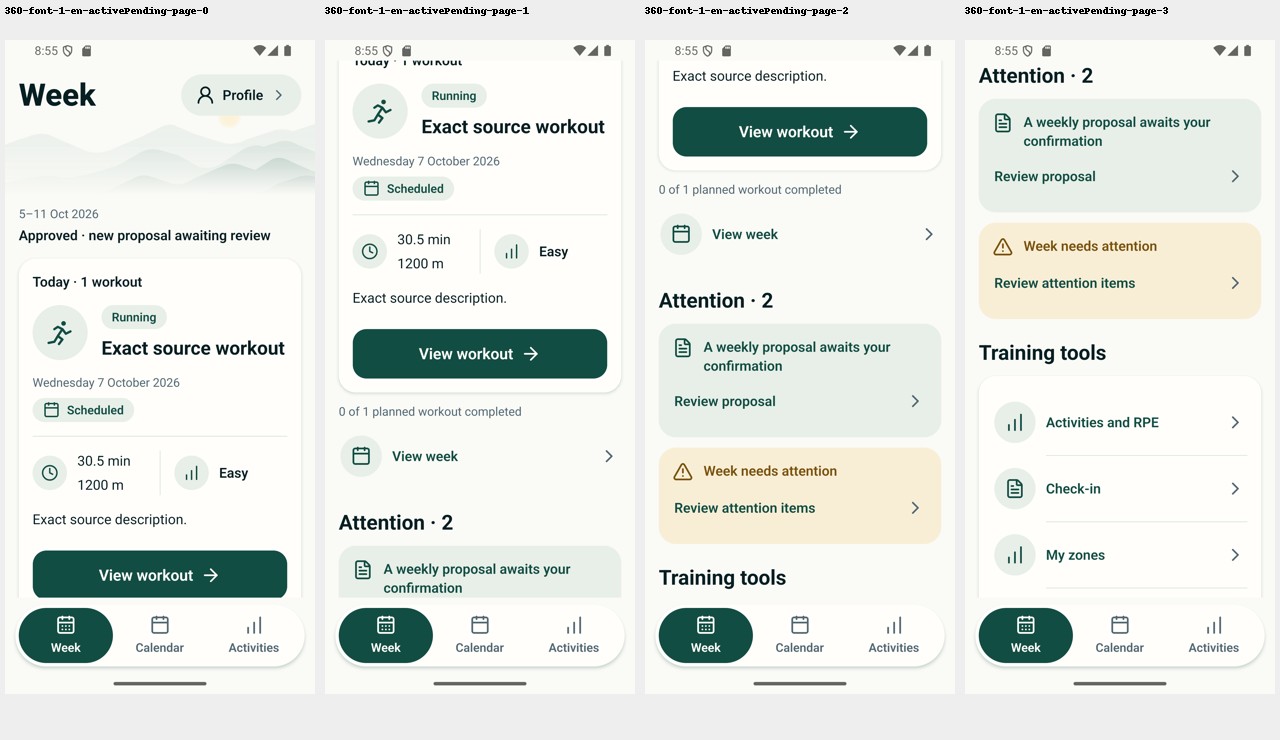 360-font-1-en-activePending-page-0
8:55
Week
Profile
5–11 Oct 2026
Approved · new proposal awaiting review
Today · 1 workout
Running
Exact source workout
Wednesday 7 October 2026
Scheduled
30.5 min
1200 m
Easy
Exact source description.
View workout
Week
Calendar
Activities
360-font-1-en-activePending-page-1
8:55
Today · 1 workout
Running
Exact source workout
Wednesday 7 October 2026
Scheduled
30.5 min
1200 m
Easy
Exact source description.
View workout
0 of 1 planned workout completed
View week
Attention · 2
A weekly proposal awaits your
confirmation
Week
Calendar
Activities
360-font-1-en-activePending-page-2
8:55
Exact source description.
View workout
0 of 1 planned workout completed
View week
Attention · 2
A weekly proposal awaits your
confirmation
Review proposal
Week needs attention
Review attention items
Training tools
Week
Calendar
Activities
360-font-1-en-activePending-page-3
8:55
Attention · 2
A weekly proposal awaits your
confirmation
Review proposal
Week needs attention
Review attention items
Training tools
Activities and RPE
Check-in
My zones
Week
Calendar
Activities